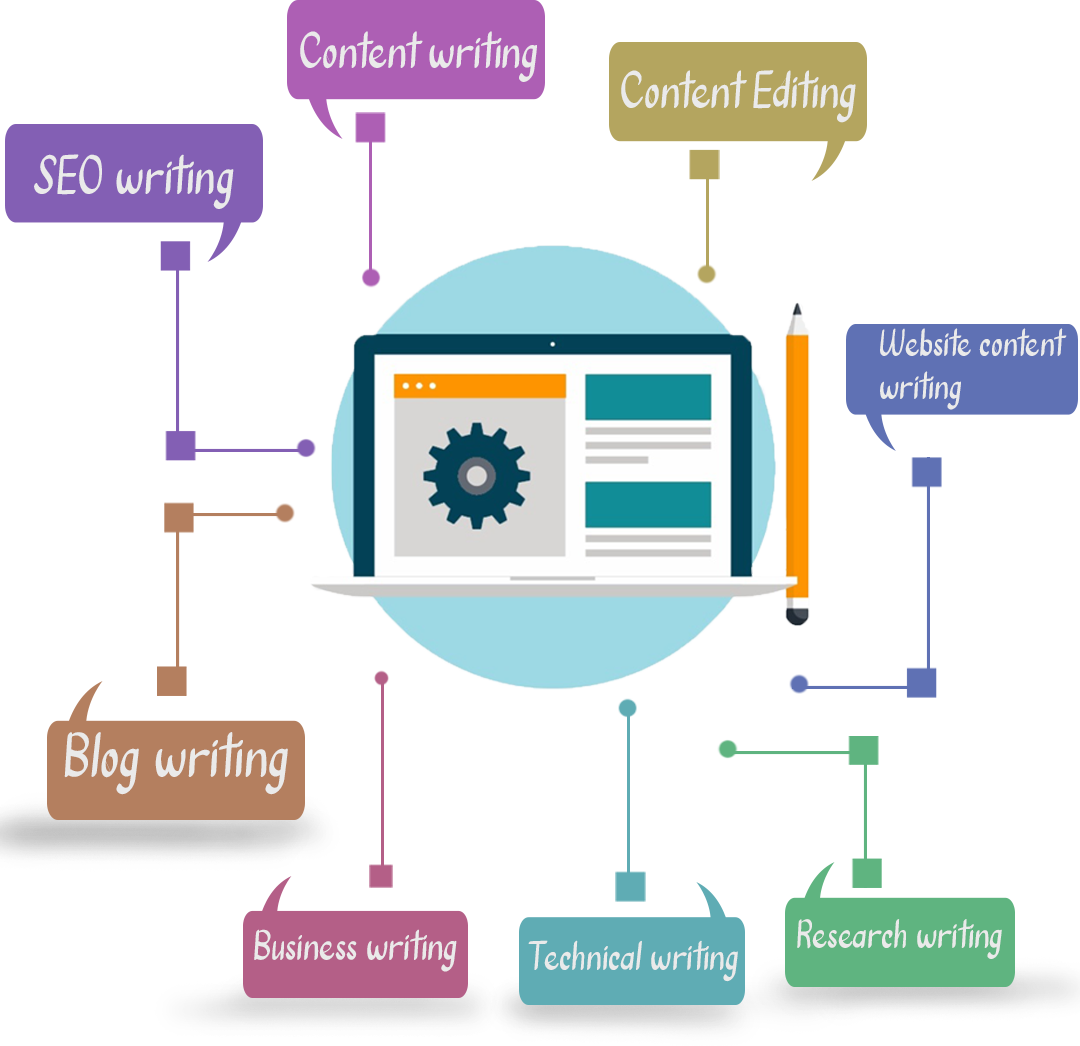 Content writing
Content Editing
SEO writing
Website content
writing
Blog writing
Business writing
Technical writing
Research writing